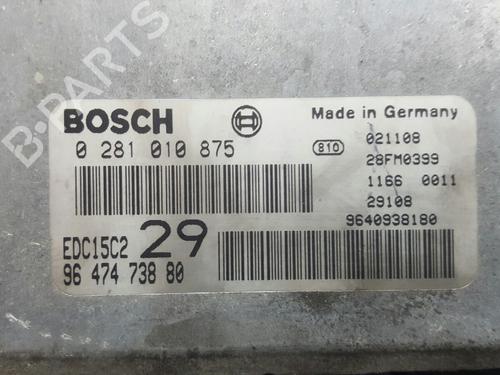 B-PARTS
BOSCH
Made in Germany
0 281 010 875
810
021108
28FM0399
1166 0011
29108
9640938180
EDC15C2 29
96 474 738 80